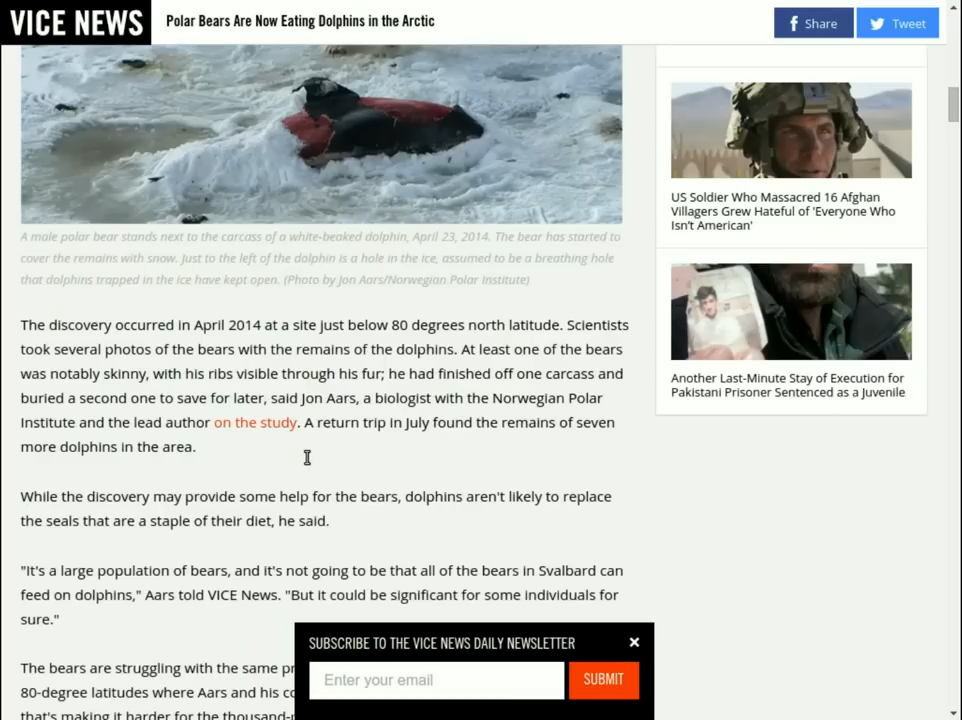 VICE NEWS
Polar Bears Are Now Eating Dolphins in the Arctic
Share
Tweet
A male polar bear stands next to the carcass of a white-beaked dolphin, April 23, 2014. The bear has started to
cover the remains with snow. Just to the left of the dolphin is a hole in the ice, assumed to be a breathing hole
that dolphins trapped in the ice have kept open. (Photo by Jon Aars/Norwegian Polar Institute)
The discovery occurred in April 2014 at a site just below 80 degrees north latitude. Scientists
took several photos of the bears with the remains of the dolphins. At least one of the bears
was notably skinny, with his ribs visible through his fur; he had finished off one carcass and
buried a second one to save for later, said Jon Aars, a biologist with the Norwegian Polar
Institute and the lead author on the study. A return trip in July found the remains of seven
more dolphins in the area.
While the discovery may provide some help for the bears, dolphins aren't likely to replace
the seals that are a staple of their diet, he said.
"It's a large population of bears, and it's not going to be that all of the bears in Svalbard can
feed on dolphins," Aars told VICE News. "But it could be significant for some individuals for
sure."
The bears are struggling with the same
80-degree latitudes where Aars and his
that's making it harder for the
US Soldier Who Massacred 16 Afghan
Villagers Grew Hateful of 'Everyone Who
Isn't American'
Another Last-Minute Stay of Execution for
Pakistani Prisoner Sentenced as a Juvenile
SUBSCRIBE TO THE VICE NEWS DAILY NEWSLETTER
Enter your email
SUBMIT